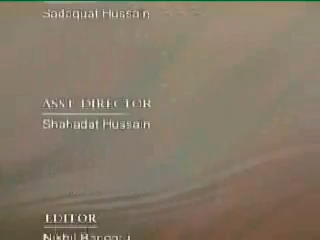 Sadaquat Hussain
ASST DIRECTOR
Shahadat Hussain
EDITOR
Nikhil